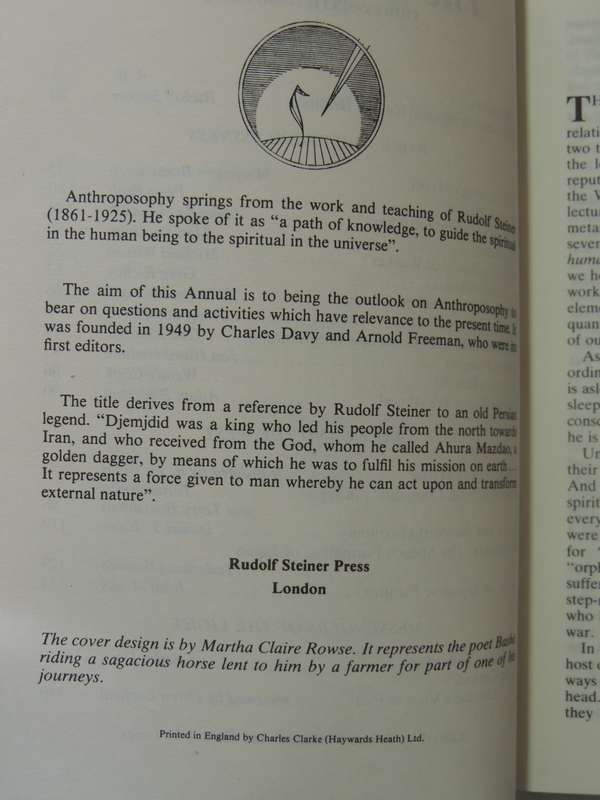 Anthroposophy springs from the work and teaching of Rudolf Steiner
(1861-1925). He spoke of it as "a path of knowledge, to guide the spiritual
in the human being to the spiritual in the universe".
The aim of this Annual is to being the outlook on Anthroposophy to
bear on questions and activities which have relevance to the present time. It
was founded in 1949 by Charles Davy and Arnold Freeman, who were its
first editors.
The title derives from a reference by Rudolf Steiner to an old Persian
legend. "Djemjdid was a king who led his people from the north towards
Iran, and who received from the God, whom he called Ahura Mazdao, a
golden dagger, by means of which he was to fulfil his mission on earth...
It represents a force given to man whereby he can act upon and transform
external nature".
Rudolf Steiner Press
London
The cover design is by Martha Claire Rowse. It represents the poet Basho
riding a sagacious horse lent to him by a farmer for part of one of his
journeys.
Printed in England by Charles Clarke (Haywards Heath) Ltd.
TH
relati
two t
the l
reput
the V
lectur
meta
seve
huma
we h
work
eleme
quan
of ou
As
ordin
is asl
sleep
consc
he is
Un
their
And
spirit
every
were
for
"orph
suffe
step-
who
war.
In
host
ways
head.
they